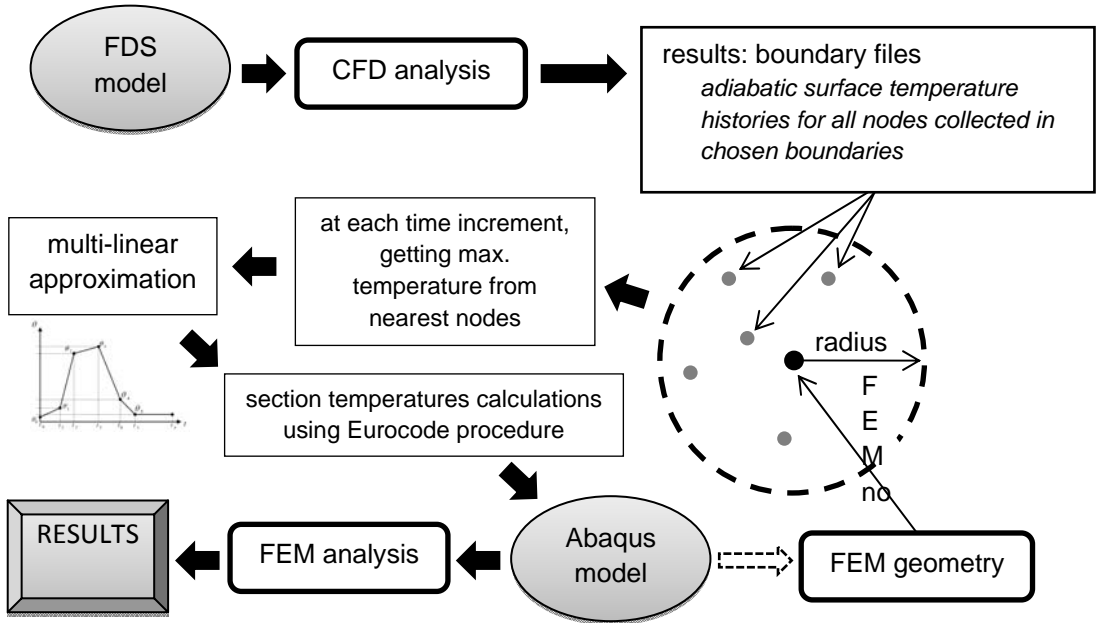 FDS
model
CFD analysis
results: boundary files
adiabatic surface temperature
histories for all nodes collected in
chosen boundaries
at each time increment,
getting max.
temperature from
nearest nodes
multi-linear
approximation
radius
F
E
M
no
section temperatures calculations
using Eurocode procedure
Abaqus
model
FEM geometry
FEM analysis
RESULTS